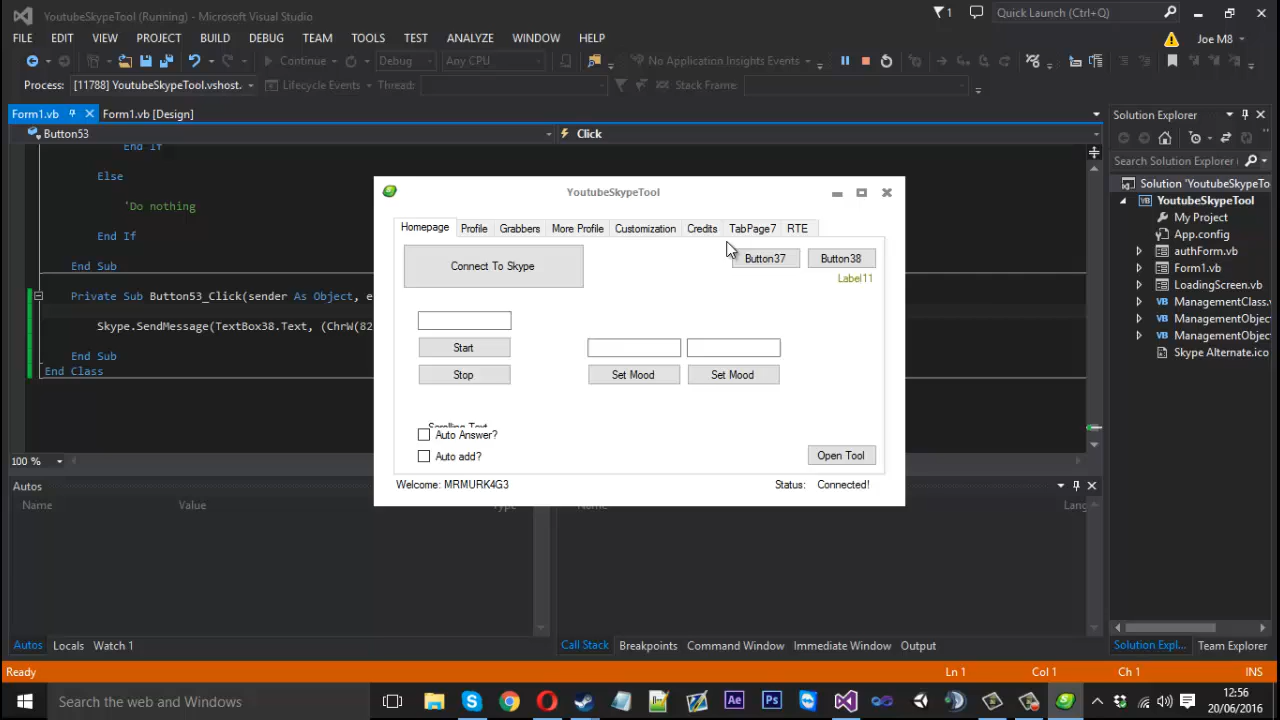 YoutubeSkypeTool (Running) - Microsoft Visual Studio
1
Quick Launch (Ctrl+Q)
FILE EDIT VIEW PROJECT BUILD DEBUG TEAM TOOLS TEST ANALYZE WINDOW HELP
Joe M8
Continue Debug Any CPU No Application Insights Events
Process: [11788] YoutubeSkypeTool.vshost. Lifecycle Events Thread: Stack Frame:
Form1.vb Form1.vb [Design]
Button53 Click
End If
Else
'Do nothing
End If
End Sub
Private Sub Button53_Click(sender As Object, e
Skype.SendMessage(TextBox38.Text, (ChrW(82
End Sub
End Class
100 %
YoutubeSkypeTool
Homepage Profile Grabbers More Profile Customization Credits TabPage7 RTE
Connect To Skype
Button37 Button38
Label11
Start
Stop
Set Mood Set Mood
Scrolling Text
Auto Answer?
Auto add?
Open Tool
Welcome: MRMURK4G3 Status: Connected!
Solution Explorer
Search Solution Explorer
Solution 'YoutubeSkypeTo
YoutubeSkypeTool
My Project
App.config
authForm.vb
Form1.vb
LoadingScreen.vb
ManagementClass.
ManagementObjec
ManagementObjec
Skype Alternate.ico
Autos
Name Value Type
Name Lang
Autos Locals Watch 1
Call Stack Breakpoints Command Window Immediate Window Output
Solution Expl... Team Explorer
Ready Ln 1 Col 1 Ch 1 INS
Search the web and Windows
12:56
20/06/2016